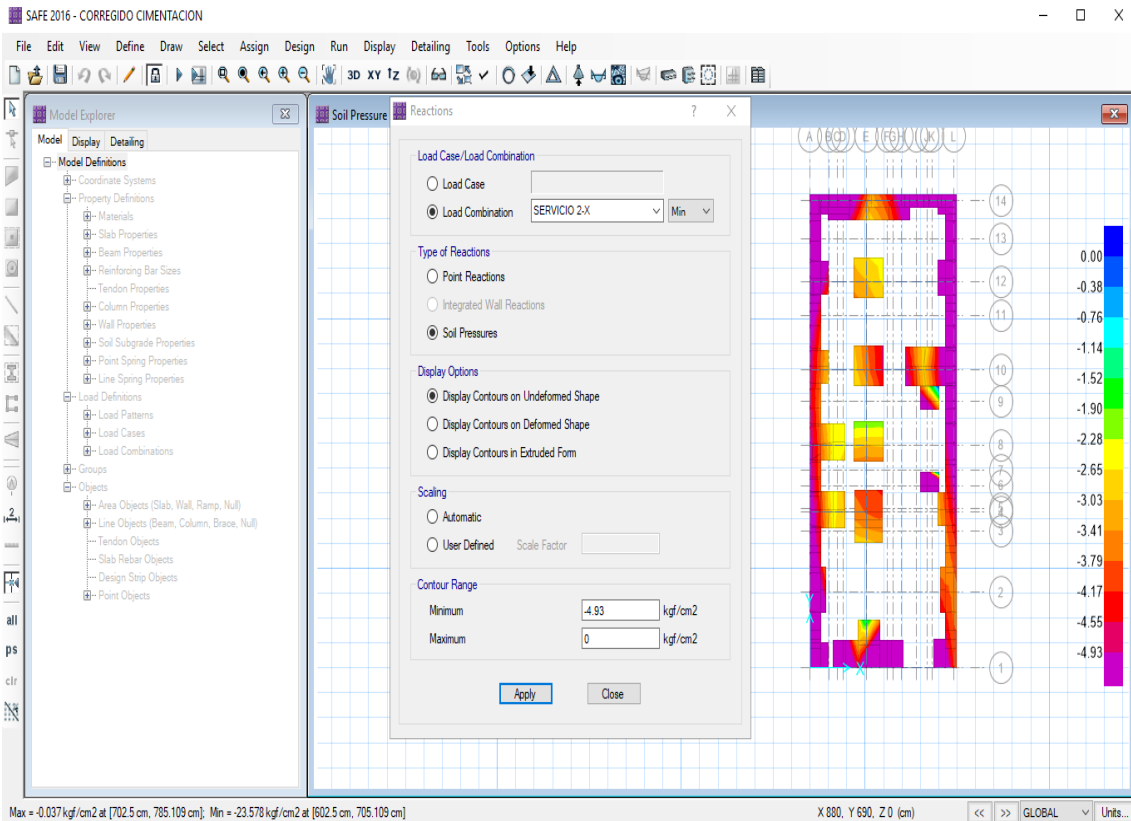 SAFE 2016 - CORREGIDO CIMENTACION
File Edit View Define Draw Select Assign Design Run Display Detailing Tools Options Help
3D XY
Model Explorer
Model Display Detailing
Model Definitions
Coordinate Systems
Property Definitions
Materials
Slab Properties
Beam Properties
Reinforcing Bar Sizes
Tendon Properties
Column Properties
Wall Properties
Soil Subgrade Properties
Point Spring Properties
Line Spring Properties
Load Definitions
Load Patterns
Load Cases
Load Combinations
Groups
Objects
Area Objects (Slab, Wall, Ramp, Null)
Line Objects (Beam, Column, Brace, Null)
Tendon Objects
Slab Rebar Objects
Design Strip Objects
Point Objects
all
ps
clr
Soil Pressure
Reactions ? X
Load Case/Load Combination
Load Case
Load Combination SERVICIO 2-X Min
Type of Reactions
Point Reactions
Integrated Wall Reactions
Soil Pressures
Display Options
Display Contours on Undeformed Shape
Display Contours on Deformed Shape
Display Contours in Extruded Form
Scaling
Automatic
User Defined Scale Factor
Contour Range
Minimum -4.93 kgf/cm2
Maximum 0 kgf/cm2
Apply Close
A B C D E F G H J K L
14
13
12
11
10
9
8
7
6
3
2
1
X
0.00
-0.38
-0.76
-1.14
-1.52
-1.90
-2.28
-2.65
-3.03
-3.41
-3.79
-4.17
-4.55
-4.93
Max = -0.037 kgf/cm2 at [702.5 cm, 785.109 cm]; Min = -23.578 kgf/cm2 at [602.5 cm, 705.109 cm]
X 880, Y 690, Z 0 (cm) << >> GLOBAL Units...